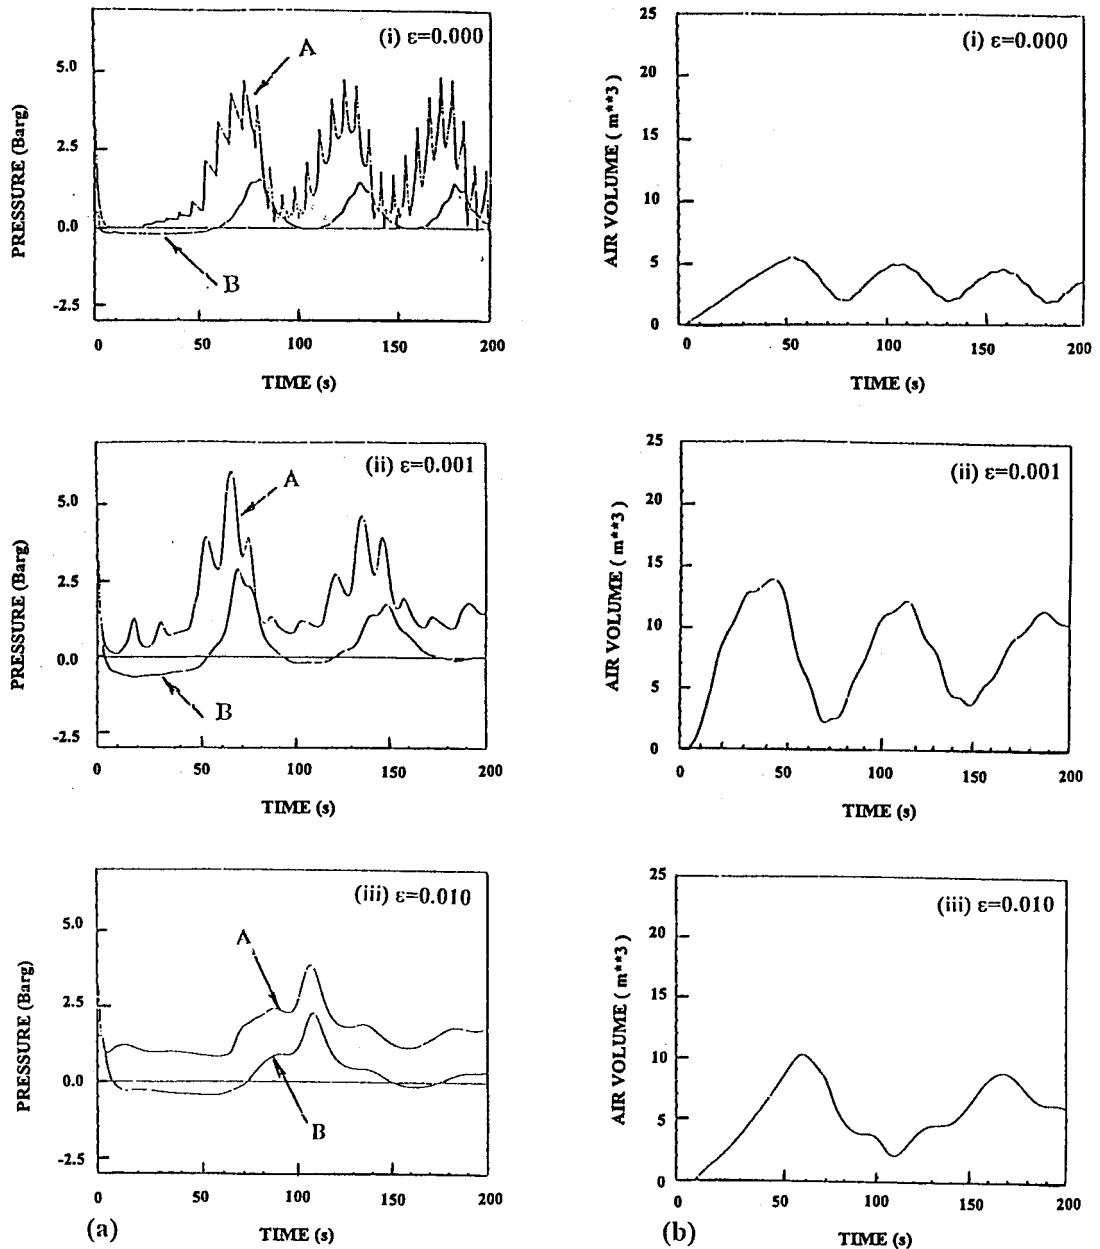 (i) ε=0.000
A
5.0
2.5
0.0
-2.5
PRESSURE (Barg)
B
0 50 100 150 200
TIME (s)
(i) ε=0.000
25
20
15
10
5
0
AIR VOLUME ( m**3 )
0 50 100 150 200
TIME (s)
(ii) ε=0.001
A
5.0
2.5
0.0
-2.5
PRESSURE (Barg)
B
0 50 100 150 200
TIME (s)
(ii) ε=0.001
25
20
15
10
5
0
AIR VOLUME ( m**3 )
0 50 100 150 200
TIME (s)
(iii) ε=0.010
A
5.0
2.5
0.0
-2.5
PRESSURE (Barg)
B
0 50 100 150 200
(a)
TIME (s)
(iii) ε=0.010
25
20
15
10
5
0
AIR VOLUME ( m**3 )
0 50 100 150 200
(b)
TIME (s)